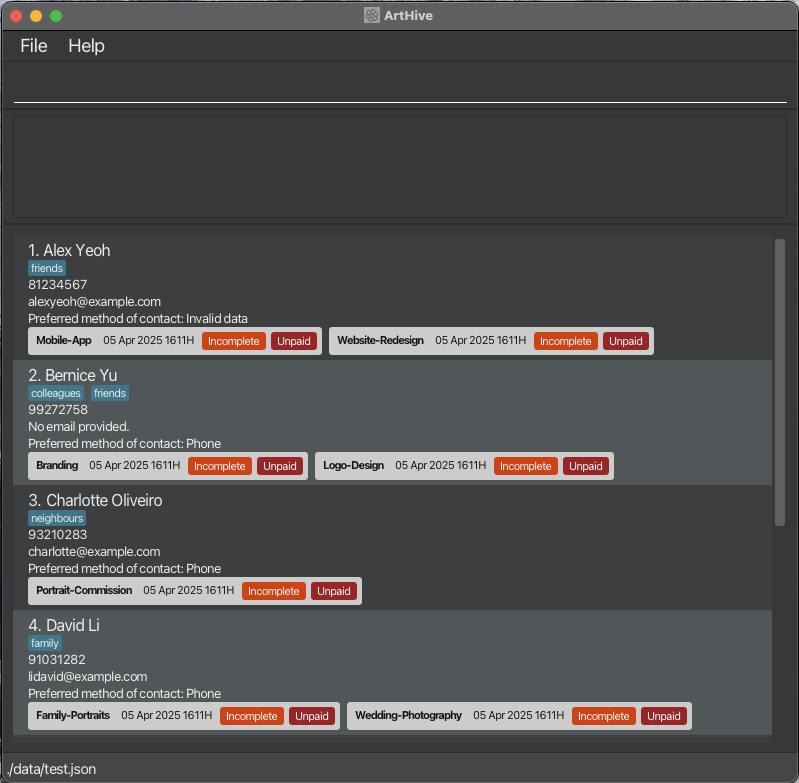 ArtHive
File Help
1. Alex Yeoh
friends
81234567
alexyeoh@example.com
Preferred method of contact: Invalid data
Mobile-App 05 Apr 2025 1611H Incomplete Unpaid Website-Redesign 05 Apr 2025 1611H Incomplete Unpaid
2. Bernice Yu
colleagues friends
99272758
No email provided.
Preferred method of contact: Phone
Branding 05 Apr 2025 1611H Incomplete Unpaid Logo-Design 05 Apr 2025 1611H Incomplete Unpaid
3. Charlotte Oliveiro
neighbours
93210283
charlotte@example.com
Preferred method of contact: Phone
Portrait-Commission 05 Apr 2025 1611H Incomplete Unpaid
4. David Li
family
91031282
lidavid@example.com
Preferred method of contact: Phone
Family-Portraits 05 Apr 2025 1611H Incomplete Unpaid Wedding-Photography 05 Apr 2025 1611H Incomplete Unpaid
./data/test.json